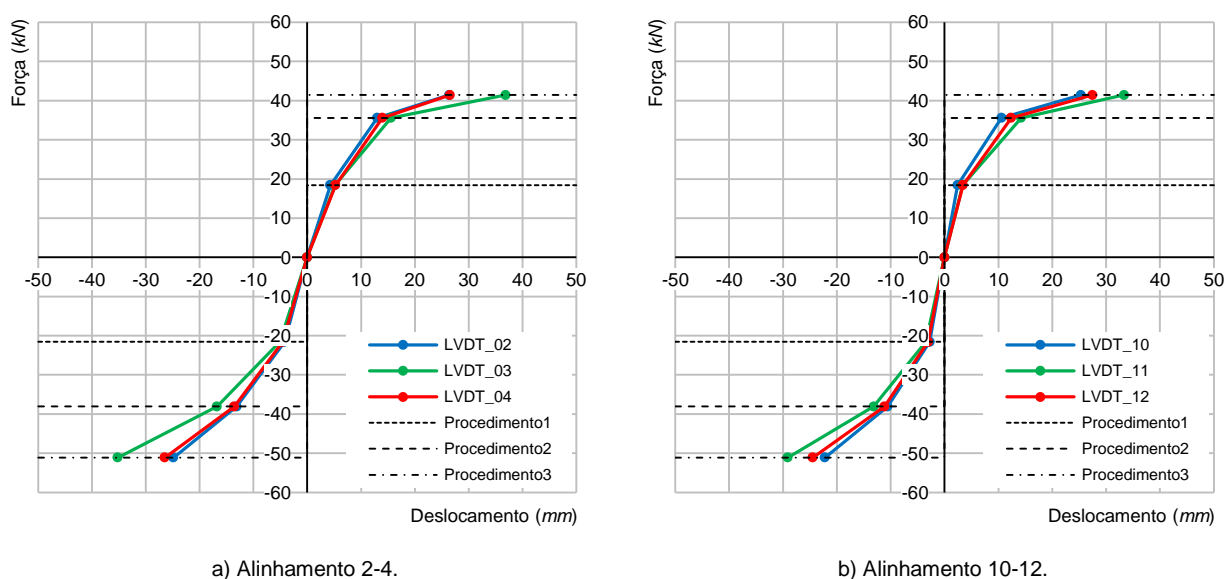 Força (kN)
60
50
40
30
20
10
0
-10
-20
-30
-40
-50
-60
-50 -40 -30 -20 -10 0 10 20 30 40 50
LVDT_02
LVDT_03
LVDT_04
Procedimento1
Procedimento2
Procedimento3
Deslocamento (mm)
a) Alinhamento 2-4.
Força (kN)
60
50
40
30
20
10
0
-10
-20
-30
-40
-50
-60
-50 -40 -30 -20 -10 0 10 20 30 40 50
LVDT_10
LVDT_11
LVDT_12
Procedimento1
Procedimento2
Procedimento3
Deslocamento (mm)
b) Alinhamento 10-12.